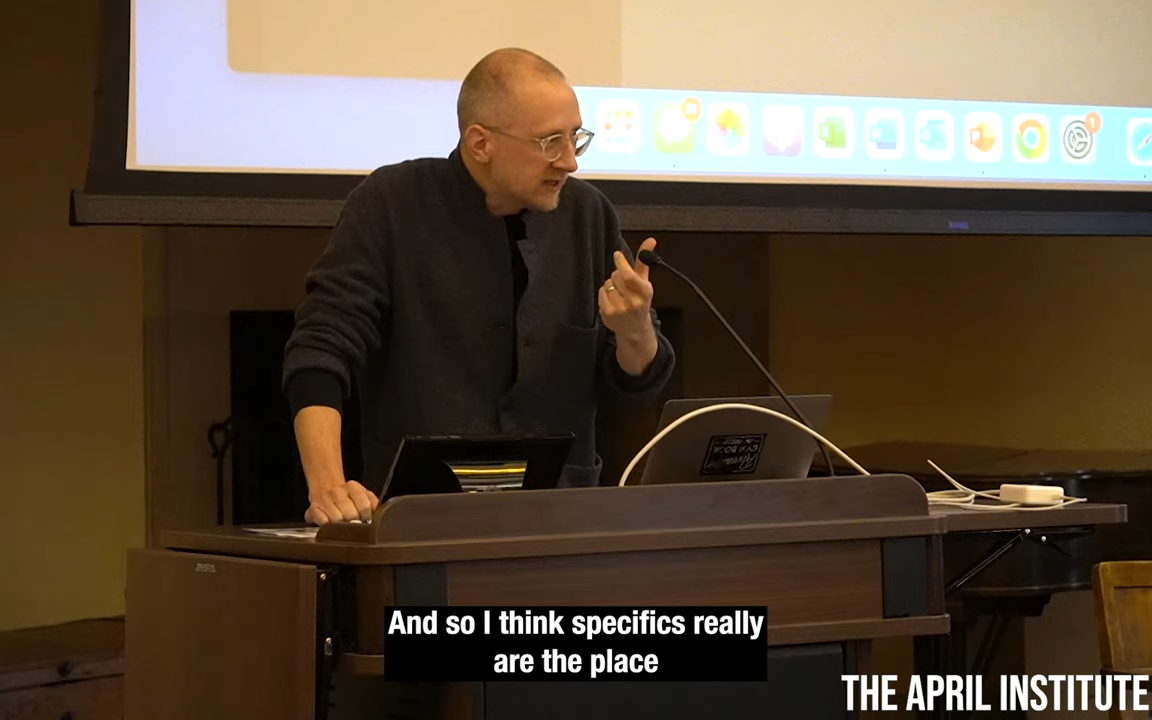 And so I think specifics really
are the place
THE APRIL INSTITUTE